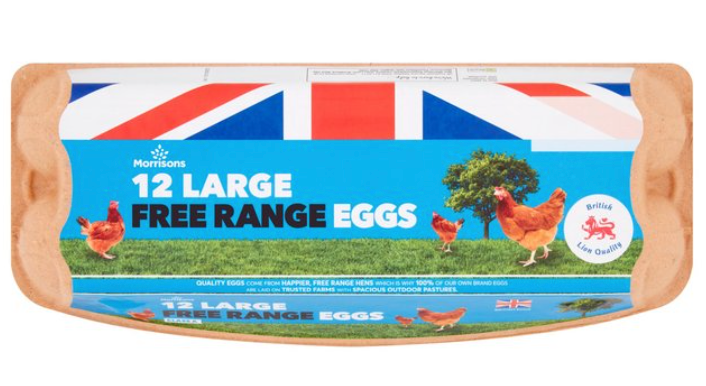 Morrisons
12 LARGE
FREE RANGE EGGS
British
Lion Quality
QUALITY EGGS COME FROM HAPPIER, FREE RANGE HENS WHICH IS WHY 100% OF OUR OWN BRAND EGGS
ARE LAID ON TRUSTED FARMS WITH SPACIOUS OUTDOOR PASTURES.
12 LARGE
FREE RANGE EGGS